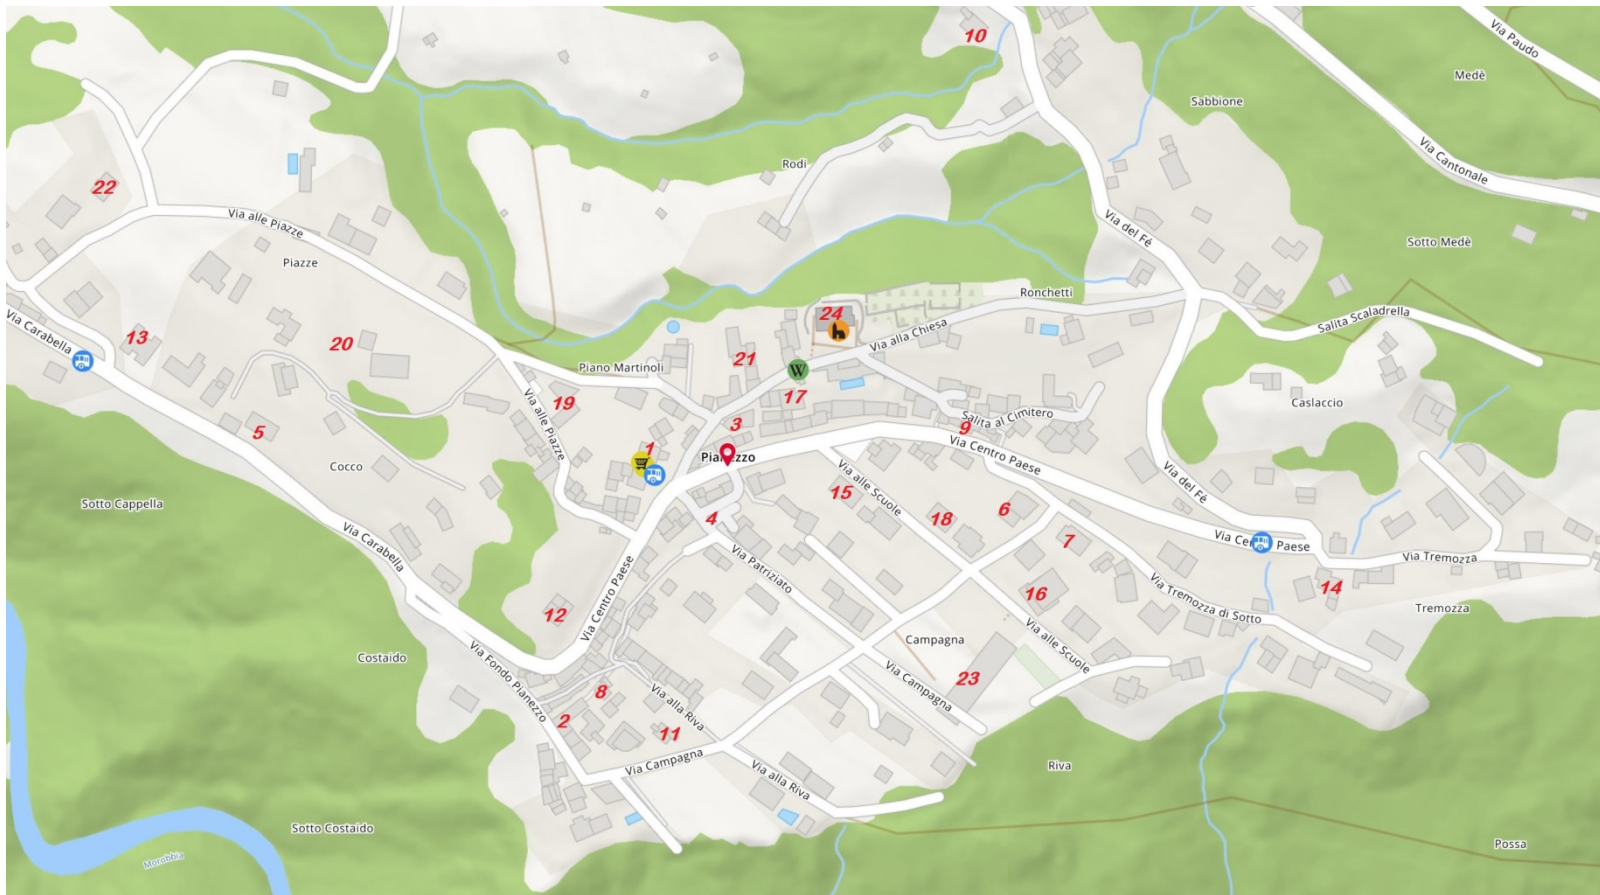 10
Via Paudo
Medè
Sabbione
Via Cantonale
Rodi
22
Via alle Piazze
Via del Fé
Sotto Medè
Piazze
Ronchetti
Via Carabella
13
20
24
Via alla Chiesa
Salita Scaladrella
Piano Martinoli
21
W
17
Via alle Piazze
19
3
Salita al Cimitero
Caslaccio
5
1
9
Cocco
Pianezzo
Via Centro Paese
Via alle Scuole
Via del Fé
Sotto Cappella
15
4
18
6
7
Via Carabella
Via Patriziato
Via Centro Paese
Via Tremozza
12
Via Centro Paese
16
Via Tremozza di Sotto
14
Tremozza
Costaido
Via Fondo Pianezzo
Campagna
Via alle Scuole
8
Via alla Riva
Via Campagna
23
2
11
Via Campagna
Via alla Riva
Riva
Sotto Costaido
Possa
Morobbia